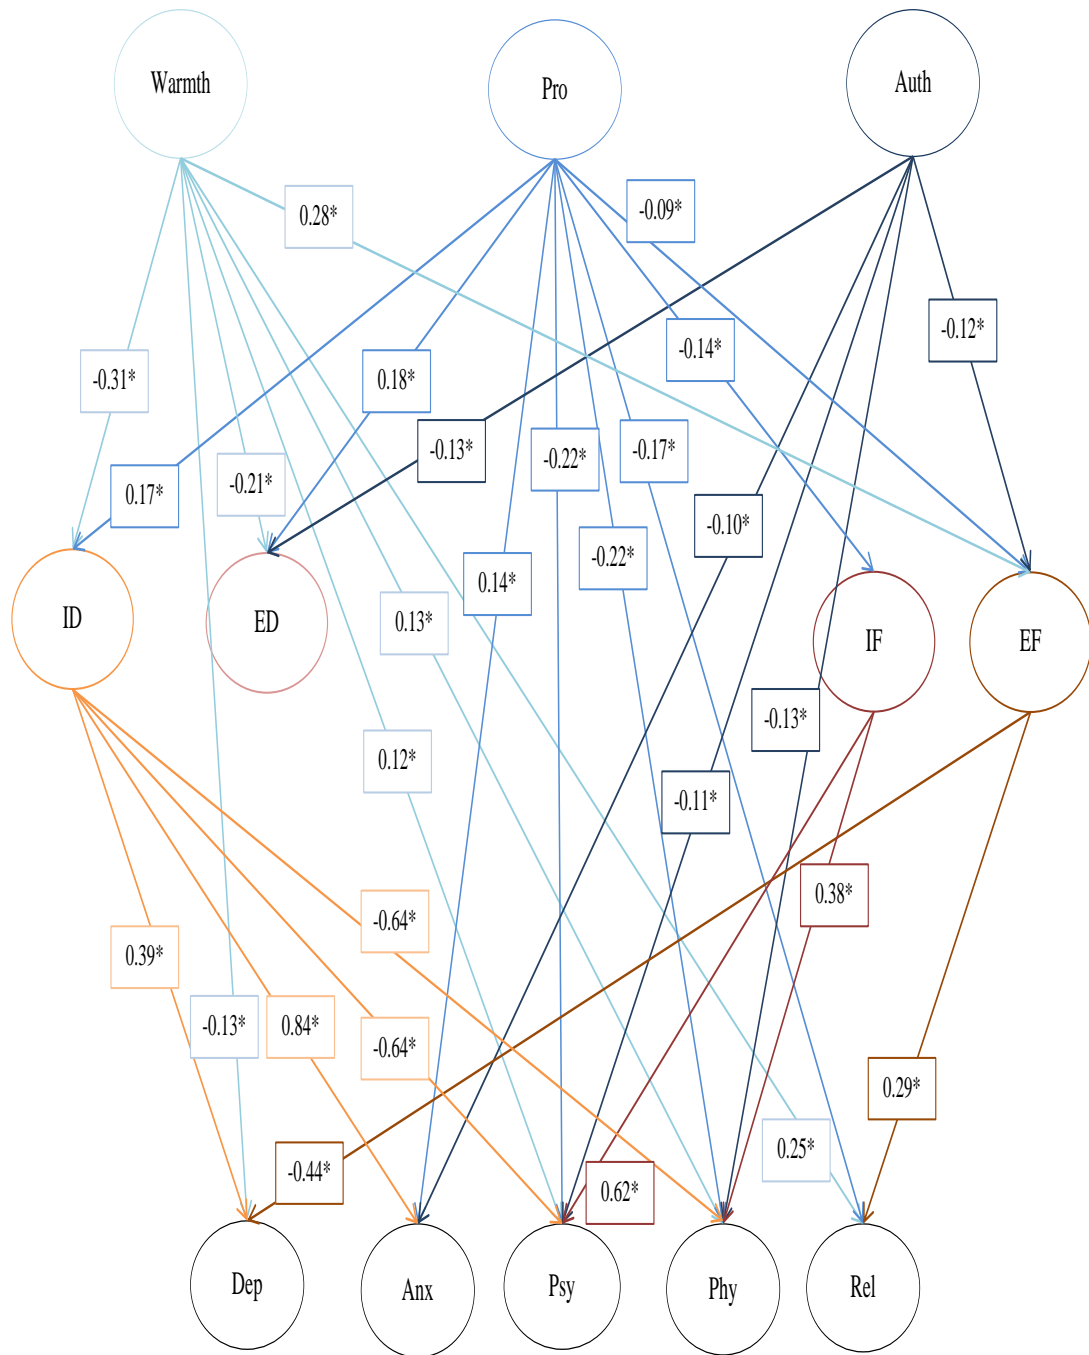 Warmth
Pro
Auth
0.28*
-0.09*
-0.12*
-0.14*
-0.31*
0.18*
-0.13*
-0.22*
-0.17*
0.17*
-0.21*
-0.10*
-0.22*
0.14*
0.13*
ID
ED
IF
EF
-0.13*
0.12*
-0.11*
0.38*
-0.64*
0.39*
-0.13*
0.84*
-0.64*
0.29*
0.25*
-0.44*
0.62*
Dep
Anx
Psy
Phy
Rel